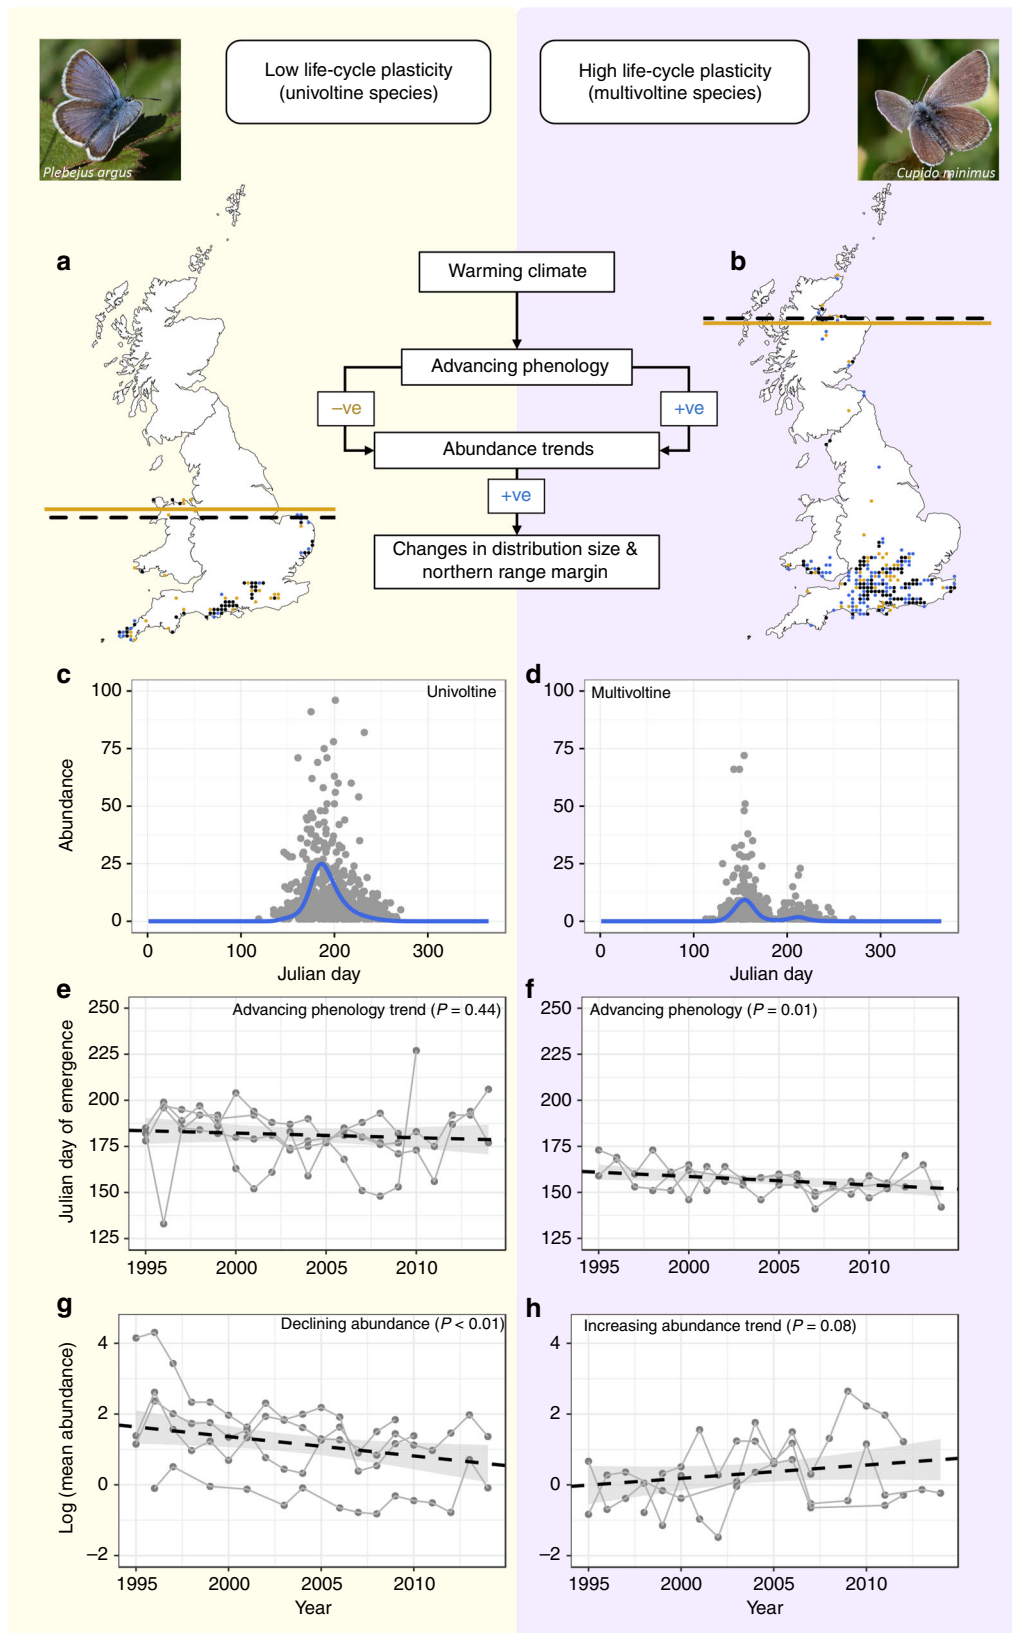 Low life-cycle plasticity
(univoltine species)
High life-cycle plasticity
(multivoltine species)
Plebejus argus
Cupido minimus
a
b
Warming climate
Advancing phenology
–ve
+ve
Abundance trends
+ve
Changes in distribution size &
northern range margin
c
Univoltine
100
75
50
25
0
Abundance
0 100 200 300
Julian day
d
Multivoltine
100
75
50
25
0
0 100 200 300
Julian day
e
Advancing phenology trend (P = 0.44)
250
225
200
175
150
125
Julian day of emergence
1995 2000 2005 2010
f
Advancing phenology (P = 0.01)
250
225
200
175
150
125
1995 2000 2005 2010
g
Declining abundance (P < 0.01)
4
2
0
–2
Log (mean abundance)
1995 2000 2005 2010
Year
h
Increasing abundance trend (P = 0.08)
4
2
0
–2
1995 2000 2005 2010
Year